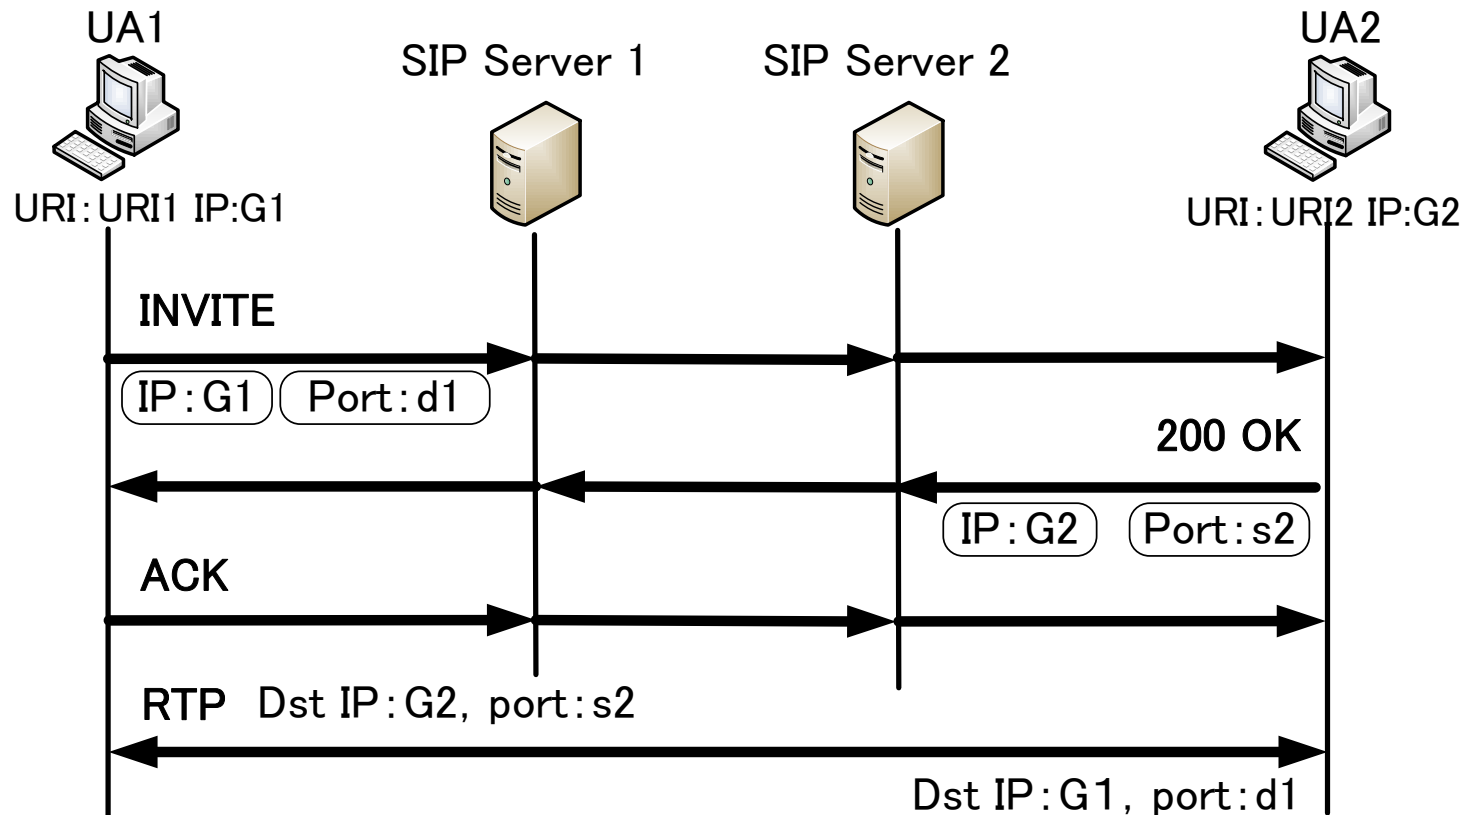 UA1
UA2
SIP Server 1
SIP Server 2
URI:URI1 IP:G1
URI:URI2 IP:G2
INVITE
IP:G1
Port:d1
200 OK
IP:G2
Port:s2
ACK
RTP Dst IP:G2, port:s2
Dst IP:G1, port:d1